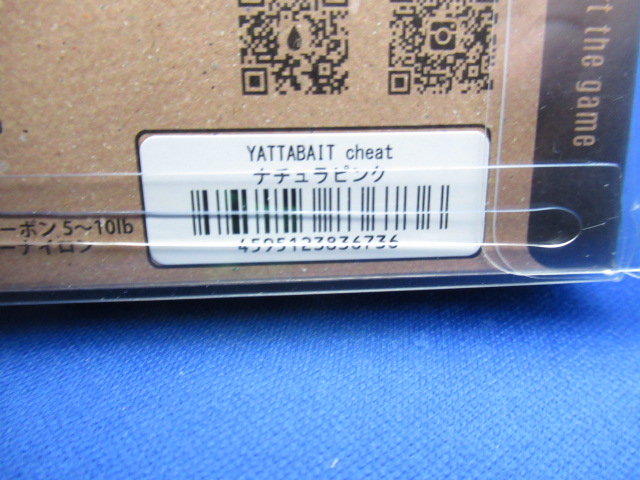 t the game
YATTABAIT cheat
ナチュラピンク
4595123836736
ーボン 5～10lb
ーナイロン